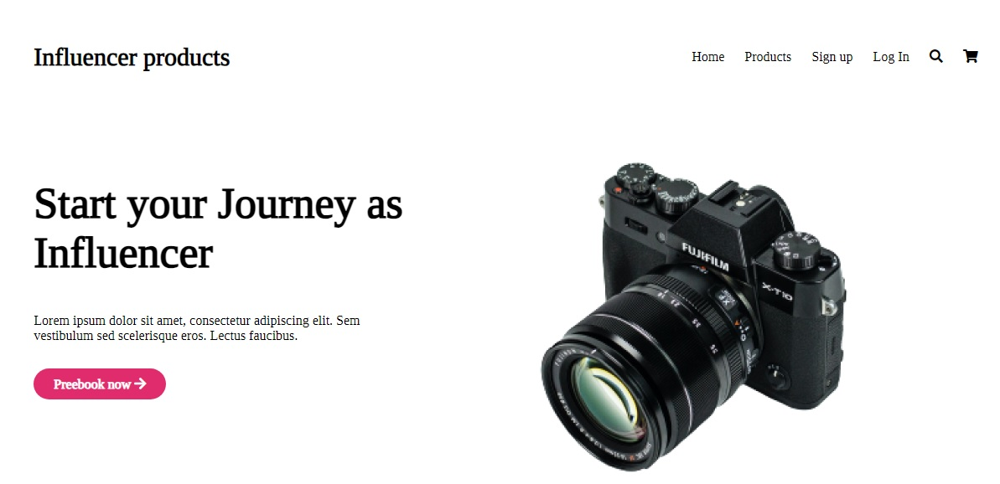 Influencer products
Home Products Sign up Log In
Start your Journey as
Influencer
Lorem ipsum dolor sit amet, consectetur adipiscing elit. Sem
vestibulum sed scelerisque eros. Lectus faucibus.
Preebook now
FUJIFILM
X-T10
XF